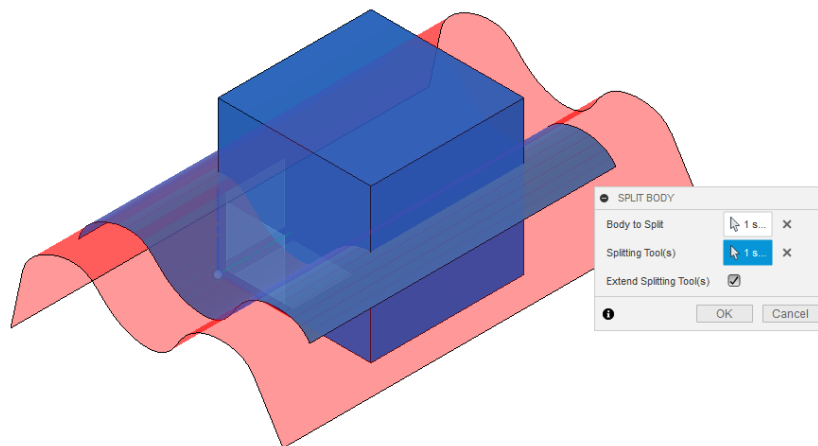 SPLIT BODY
Body to Split 1 s...
Splitting Tool(s) 1 s...
Extend Splitting Tool(s)
OK Cancel